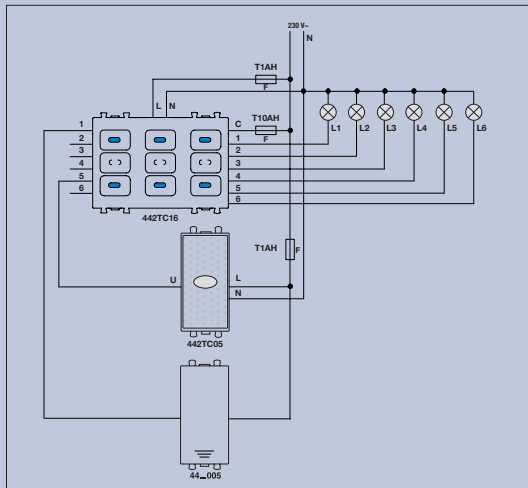 230 V~
N
T1AH
F
L N
1 C
T10AH
F
2 1
3 2
4 3
5 4
6 5
6
L1 L2 L3 L4 L5 L6
442TC16
T1AH
F
U L
N
442TC05
44_005